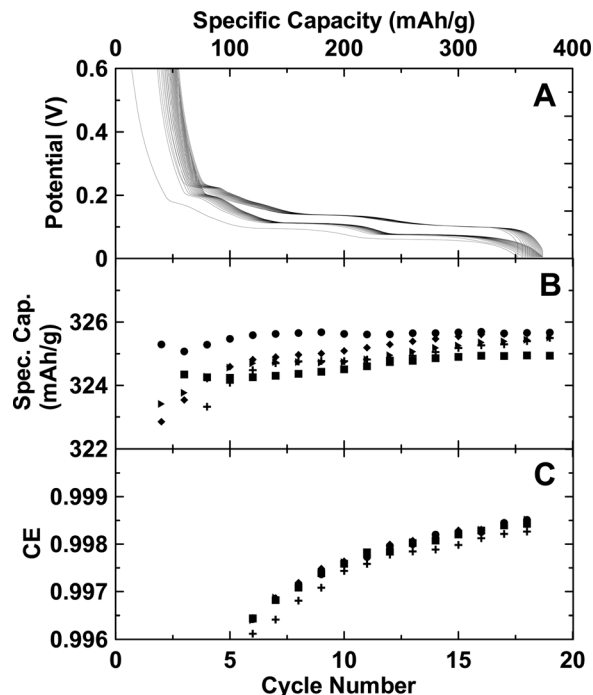 Specific Capacity (mAh/g)
0 100 200 300 400
0.6
A
0.4
Potential (V)
0.2
0
B
326
Spec. Cap.
(mAh/g)
324
322
C
0.999
0.998
CE
0.997
0.996
0 5 10 15 20
Cycle Number